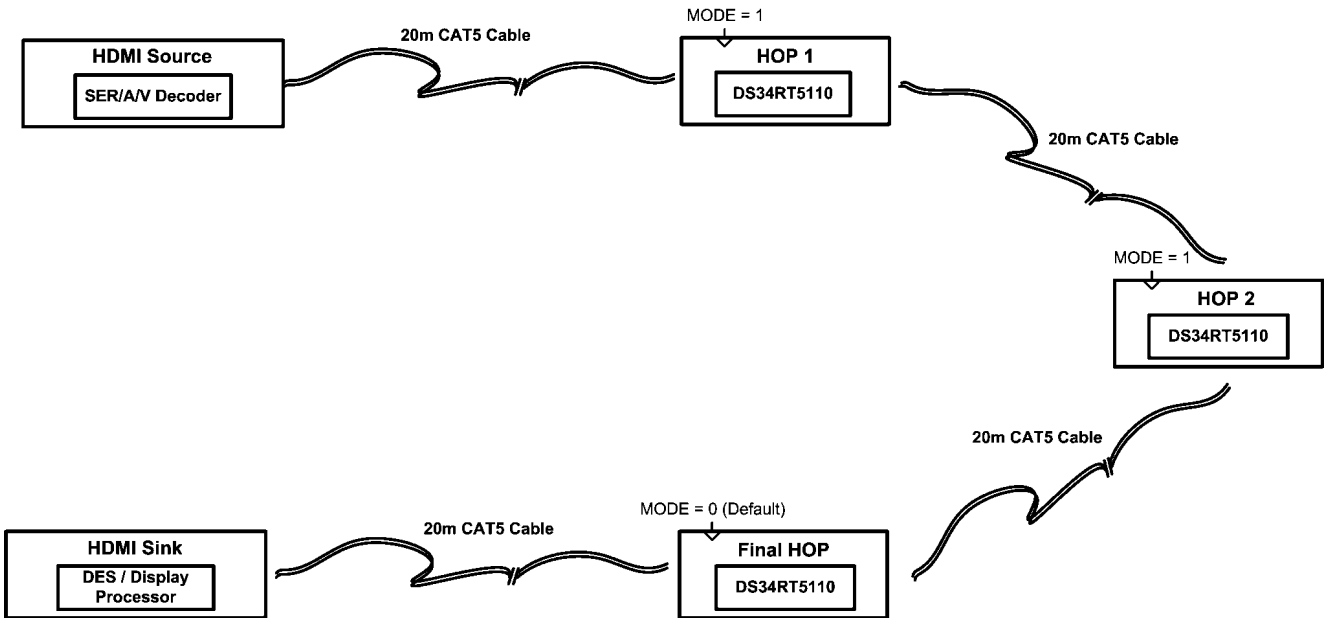 MODE = 1
20m CAT5 Cable
HDMI Source
SER/A/V Decoder
HOP 1
DS34RT5110
20m CAT5 Cable
MODE = 1
HOP 2
DS34RT5110
20m CAT5 Cable
MODE = 0 (Default)
20m CAT5 Cable
HDMI Sink
DES / Display
Processor
Final HOP
DS34RT5110